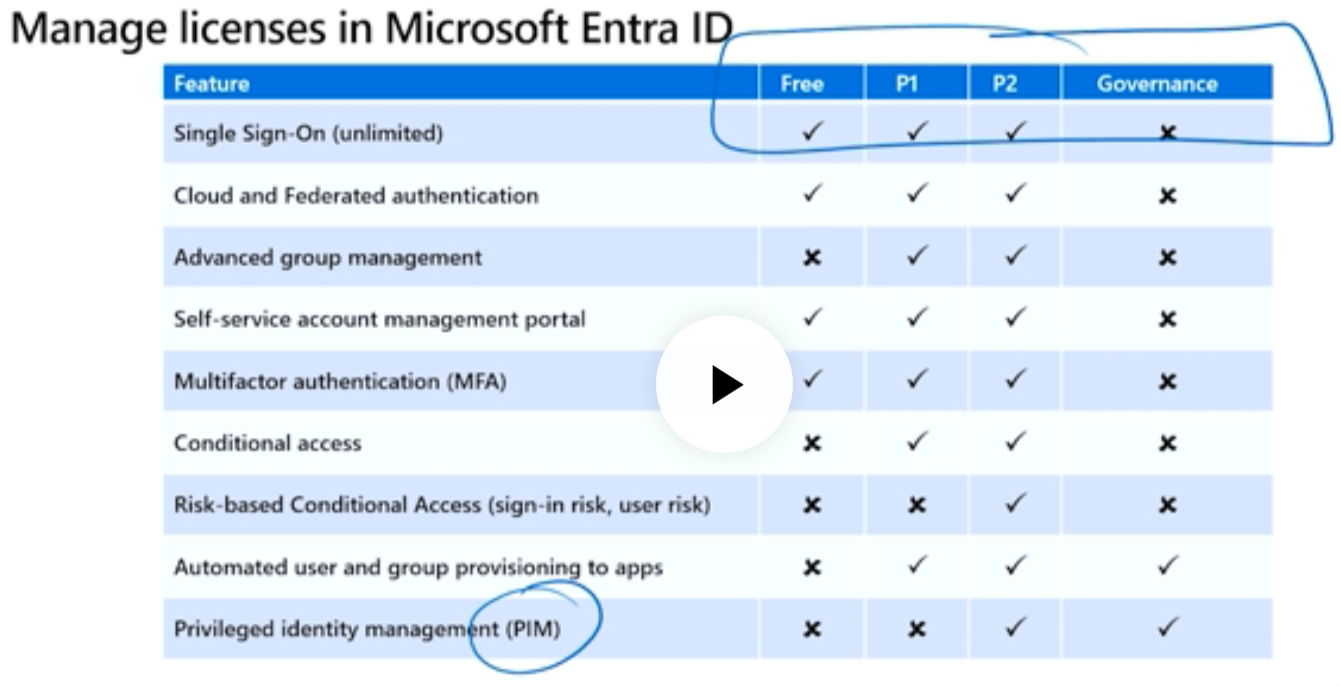 Manage licenses in Microsoft Entra ID
Feature Free P1 P2 Governance
Single Sign-On (unlimited) ✓ ✓ ✓ ✗
Cloud and Federated authentication ✓ ✓ ✓ ✗
Advanced group management ✗ ✓ ✓ ✗
Self-service account management portal ✓ ✓ ✓ ✗
Multifactor authentication (MFA) ✓ ✓ ✓ ✗
Conditional access ✗ ✓ ✓ ✗
Risk-based Conditional Access (sign-in risk, user risk) ✗ ✗ ✓ ✗
Automated user and group provisioning to apps ✗ ✓ ✓ ✓
Privileged identity management (PIM) ✗ ✗ ✓ ✓